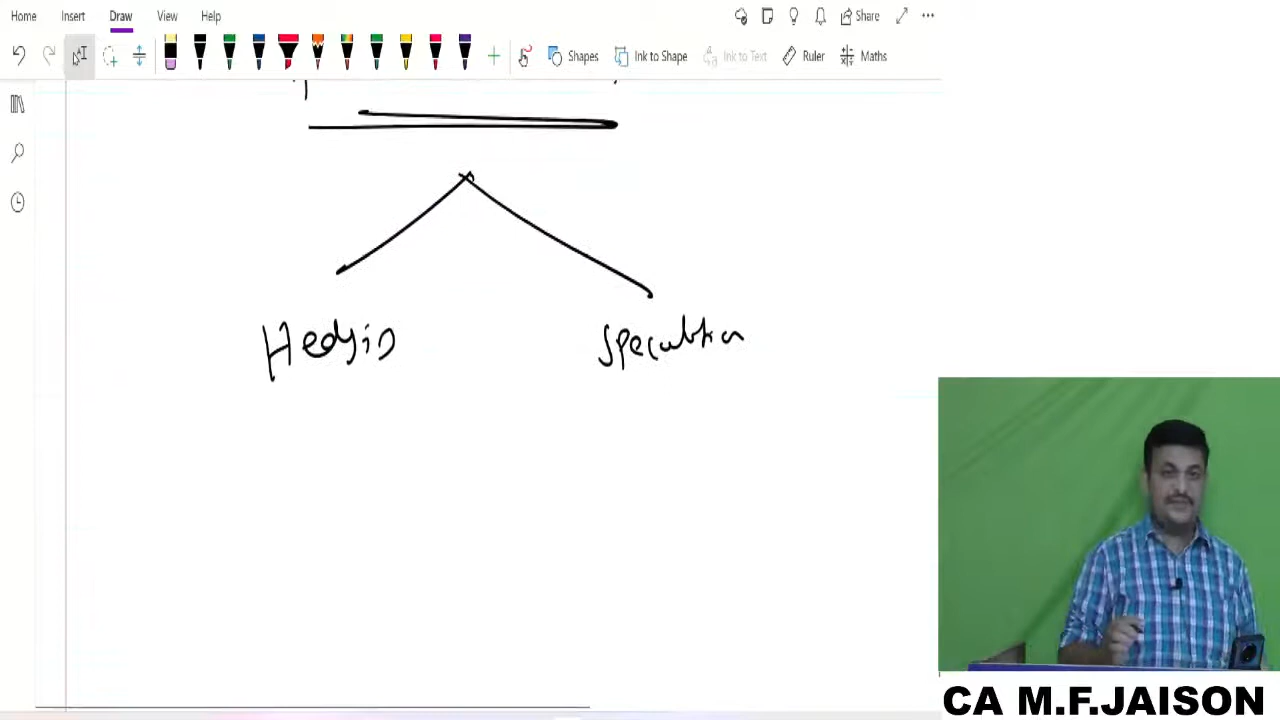 Home Insert Draw View Help Share
Shapes Ink to Shape Ink to Text Ruler Maths
Hedgin Speculation
CA M.F.JAISON